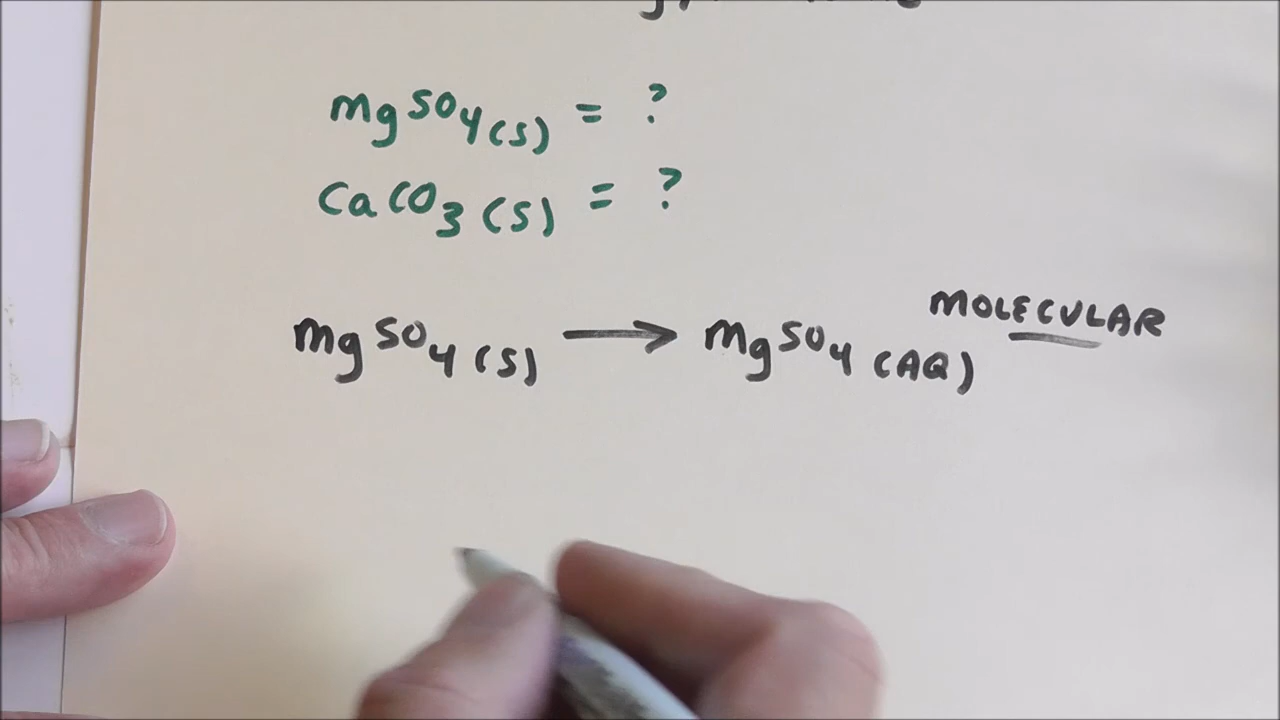 MgSO4(s) = ?
CaCO3(s) = ?
MOLECULAR
MgSO4(s) → MgSO4(AQ)